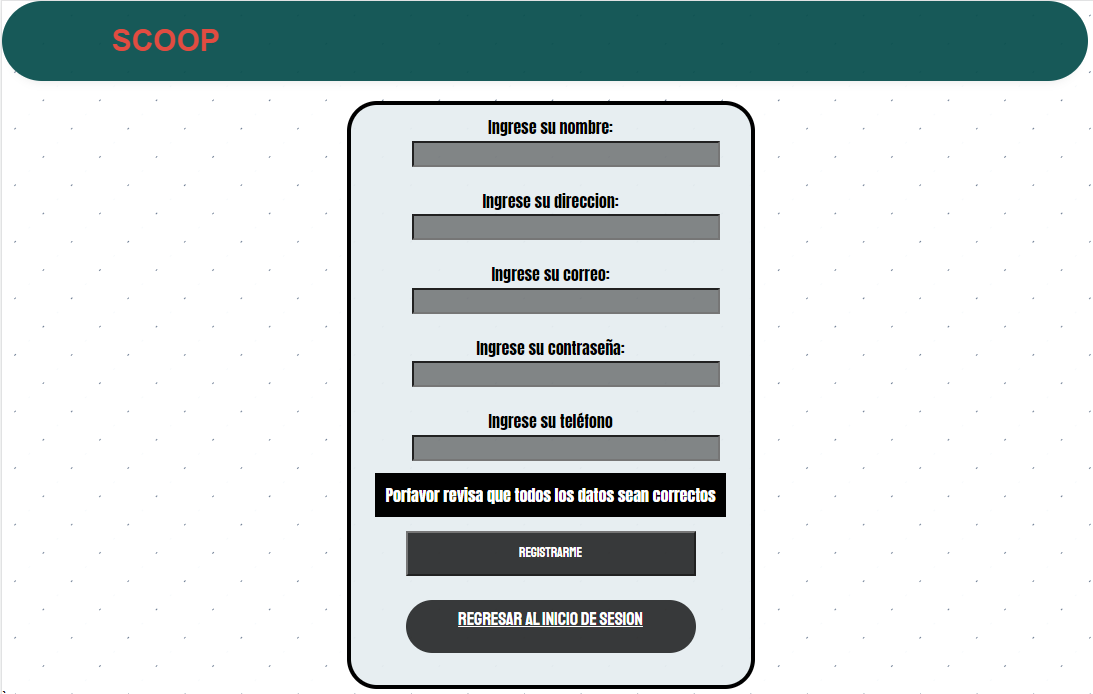 SCOOP
Ingrese su nombre:
Ingrese su direccion:
Ingrese su correo:
Ingrese su contraseña:
Ingrese su teléfono
Porfavor revisa que todos los datos sean correctos
REGISTRARME
REGRESAR AL INICIO DE SESION